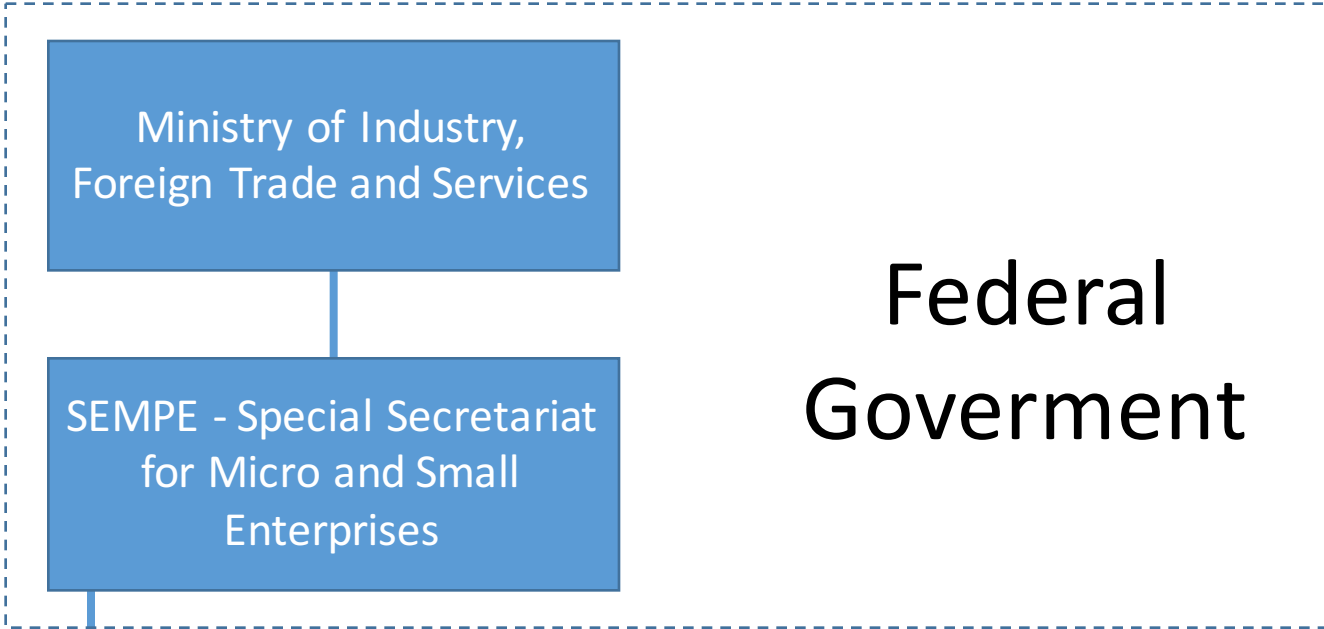 Ministry of Industry,
Foreign Trade and Services
SEMPE - Special Secretariat
for Micro and Small
Enterprises
Federal
Goverment